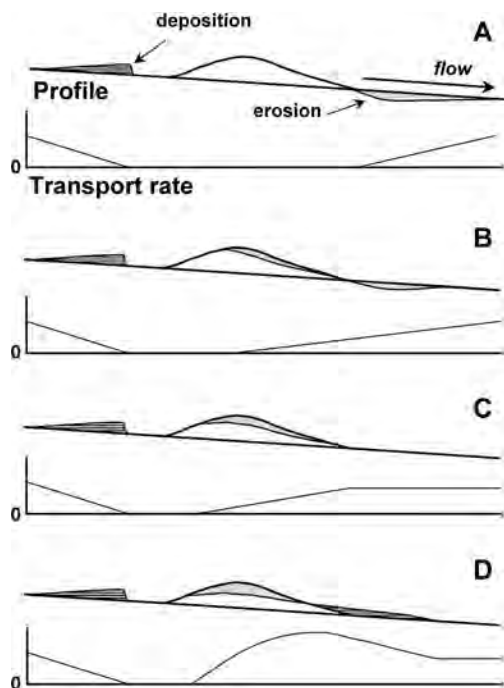 deposition
A
flow
Profile
erosion
0
Transport rate
B
0
C
0
D
0